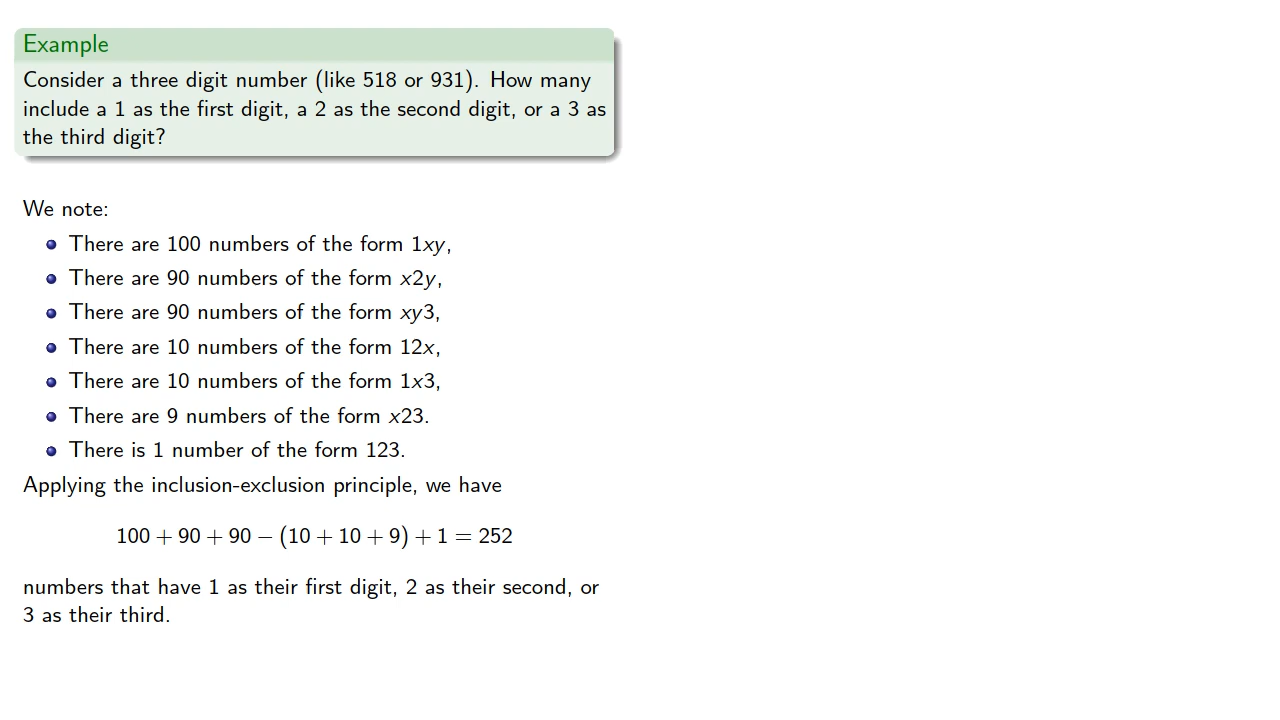 Example
Consider a three digit number (like 518 or 931). How many
include a 1 as the first digit, a 2 as the second digit, or a 3 as
the third digit?
We note:
There are 100 numbers of the form 1xy,
There are 90 numbers of the form x2y,
There are 90 numbers of the form xy3,
There are 10 numbers of the form 12x,
There are 10 numbers of the form 1x3,
There are 9 numbers of the form x23.
There is 1 number of the form 123.
Applying the inclusion-exclusion principle, we have
100 + 90 + 90 − (10 + 10 + 9) + 1 = 252
numbers that have 1 as their first digit, 2 as their second, or
3 as their third.